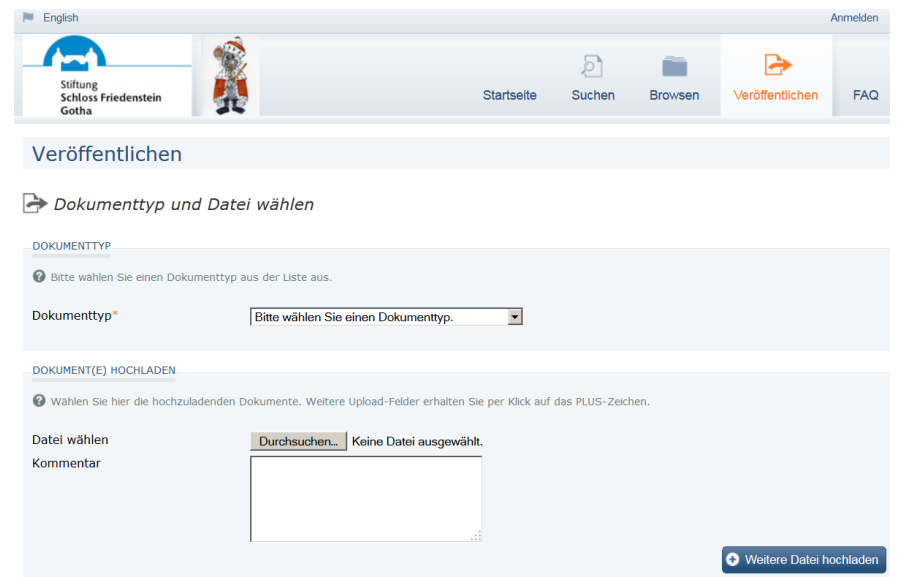 English
Anmelden
Stiftung
Schloss Friedenstein
Gotha
Startseite
Suchen
Browsen
Veröffentlichen
FAQ
Veröffentlichen
Dokumenttyp und Datei wählen
DOKUMENTTYP
Bitte wählen Sie einen Dokumenttyp aus der Liste aus.
Dokumenttyp*
Bitte wählen Sie einen Dokumenttyp.
DOKUMENT(E) HOCHLADEN
Wählen Sie hier die hochzuladenden Dokumente. Weitere Upload-Felder erhalten Sie per Klick auf das PLUS-Zeichen.
Datei wählen
Durchsuchen... Keine Datei ausgewählt.
Kommentar
Weitere Datei hochladen